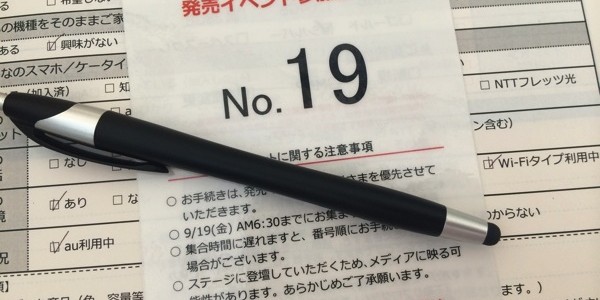 発売イベント
No.19
トに関する注意事項
○ お手続きは、発売
さまを優先させて
いただきます。
○ 9/19(金) AM6:30までにお集ま
○ 集合時間に遅れますと、番号順にお手続
場合がございます。
○ ステージに登壇していただくため、メディアに映る可
能性があります。あらかじめご了承願います。
の機種をそのままご家
ある ☑ 興味がない
なのスマホ／ケータイ
(加入済) □ 知
□ なし
☑ あり
☑ au利用中
□ NTTフレッツ光
ン含む)
☑ Wi-Fiタイプ利用中
からない
ます。)